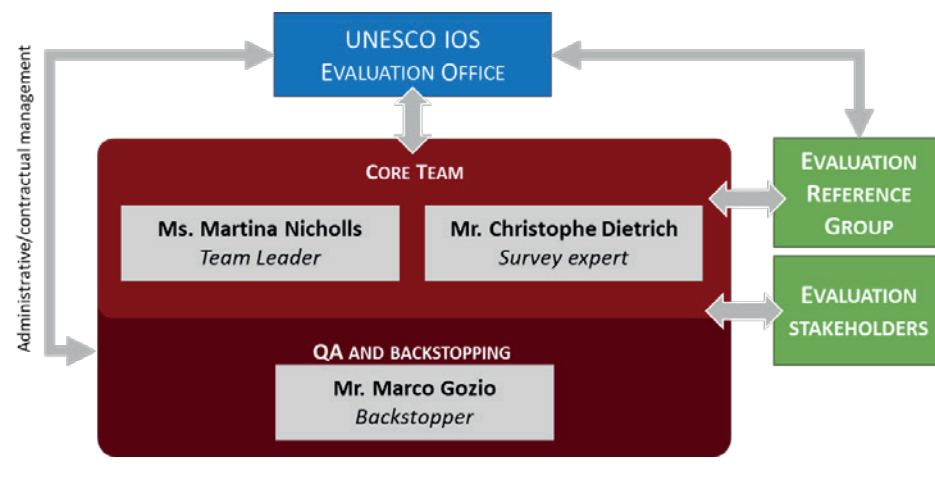 UNESCO IOS
EVALUATION OFFICE
Administrative/contractual management
CORE TEAM
Ms. Martina Nicholls
Team Leader
Mr. Christophe Dietrich
Survey expert
EVALUATION
REFERENCE
GROUP
EVALUATION
STAKEHOLDERS
QA AND BACKSTOPPING
Mr. Marco Gozio
Backstopper